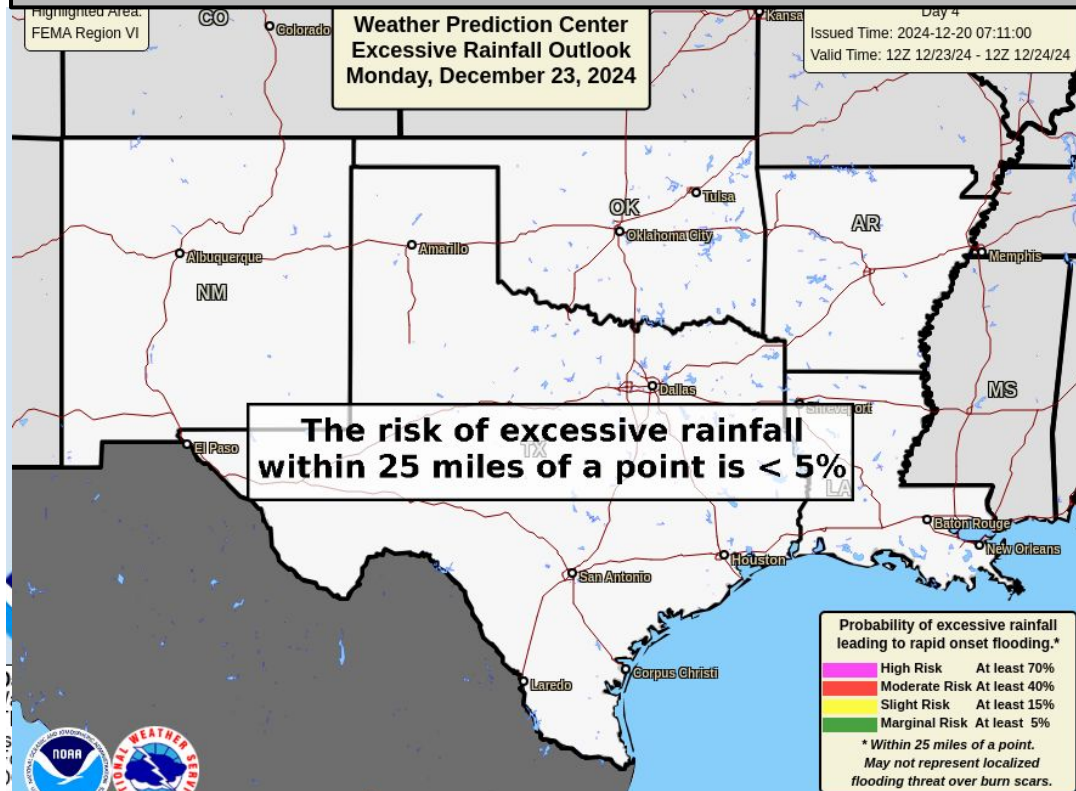 Highlighted Area:
FEMA Region VI
Weather Prediction Center
Excessive Rainfall Outlook
Monday, December 23, 2024
Day 4
Issued Time: 2024-12-20 07:11:00
Valid Time: 12Z 12/23/24 - 12Z 12/24/24
CO
Colorado
Kansa
Tulsa
OK
Oklahoma City
AR
Amarillo
Albuquerque
Memphis
NM
Dallas
MS
Shreveport
The risk of excessive rainfall
within 25 miles of a point is < 5%
El Paso
TX
LA
Baton Rouge
New Orleans
Houston
San Antonio
Corpus Christi
Laredo
Probability of excessive rainfall
leading to rapid onset flooding.*
High Risk At least 70%
Moderate Risk At least 40%
Slight Risk At least 15%
Marginal Risk At least 5%
* Within 25 miles of a point.
May not represent localized
flooding threat over burn scars.
NOAA